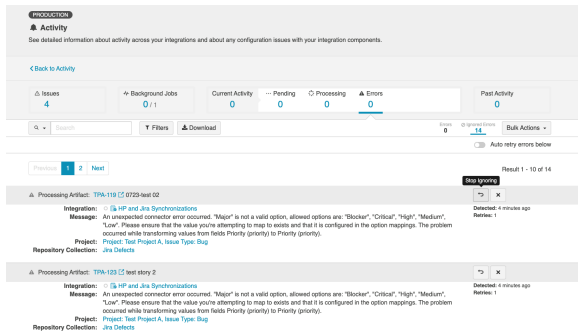 PRODUCTION
Activity
See detailed information about activity across your integrations and about any configuration issues with your integration components.
Back to Activity
Issues
4
Background Jobs
0 / 1
Current Activity
0
Pending
0
Processing
0
Errors
0
Past Activity
0
Search
Filters
Download
Errors
0
Ignored Errors
14
Bulk Actions
Auto retry errors below
Previous 1 2 Next
Result 1 - 10 of 14
Stop Ignoring
Processing Artifact: TPA-119 0723-test 02
Integration: HP and Jira Synchronizations
Message: An unexpected connector error occurred. "Major" is not a valid option, allowed options are: "Blocker", "Critical", "High", "Medium",
"Low". Please ensure that the value you're attempting to map to exists and that it is configured in the option mappings. The problem
occurred while transforming values from fields Priority (priority) to Priority (priority).
Project: Project: Test Project A, Issue Type: Bug
Repository Collection: Jira Defects
Detected: 4 minutes ago
Retries: 1
Processing Artifact: TPA-123 test story 2
Integration: HP and Jira Synchronizations
Message: An unexpected connector error occurred. "Major" is not a valid option, allowed options are: "Blocker", "Critical", "High", "Medium",
"Low". Please ensure that the value you're attempting to map to exists and that it is configured in the option mappings. The problem
occurred while transforming values from fields Priority (priority) to Priority (priority).
Project: Project: Test Project A, Issue Type: Bug
Repository Collection: Jira Defects
Detected: 4 minutes ago
Retries: 1